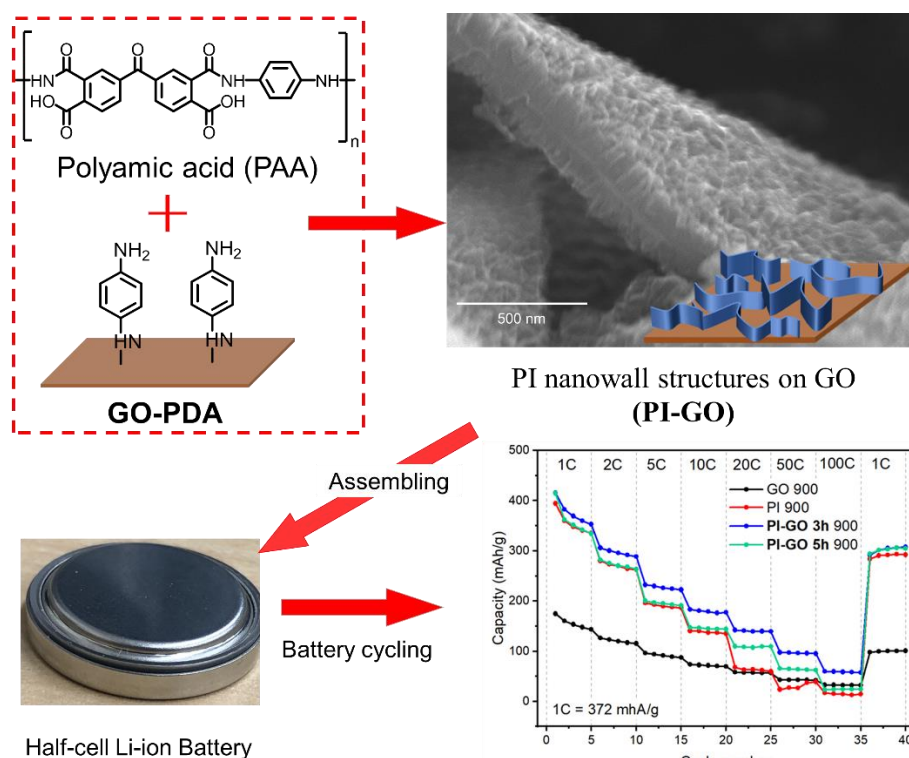 O
O
O
HN
NH
NH
HO
O
OH
O
n
Polyamic acid (PAA)
+
NH2
NH2
HN
HN
GO-PDA
500 nm
PI nanowall structures on GO
(PI-GO)
Assembling
Battery cycling
Half-cell Li-ion Battery
500
400
300
200
100
0
Capacity (mAh/g)
1C 2C 5C 10C 20C 50C 100C 1C
GO 900
PI 900
PI-GO 3h 900
PI-GO 5h 900
1C = 372 mhA/g
0 5 10 15 20 25 30 35 40